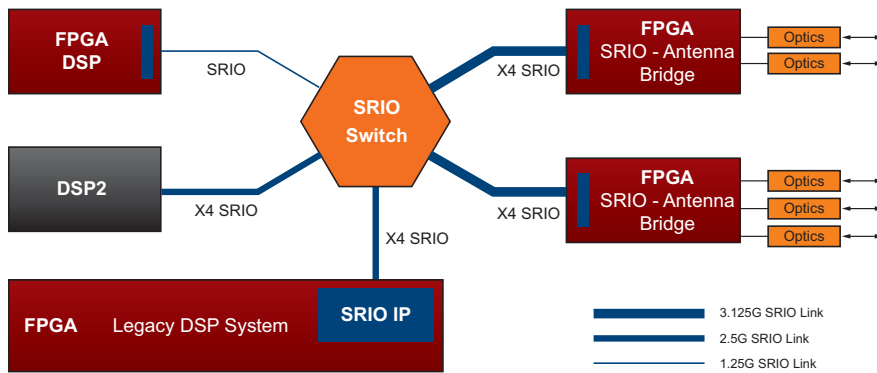 FPGA
DSP
SRIO
SRIO
Switch
X4 SRIO
FPGA
SRIO - Antenna
Bridge
Optics
Optics
DSP2
X4 SRIO
X4 SRIO
X4 SRIO
FPGA
SRIO - Antenna
Bridge
Optics
Optics
Optics
FPGA
Legacy DSP System
SRIO IP
3.125G SRIO Link
2.5G SRIO Link
1.25G SRIO Link